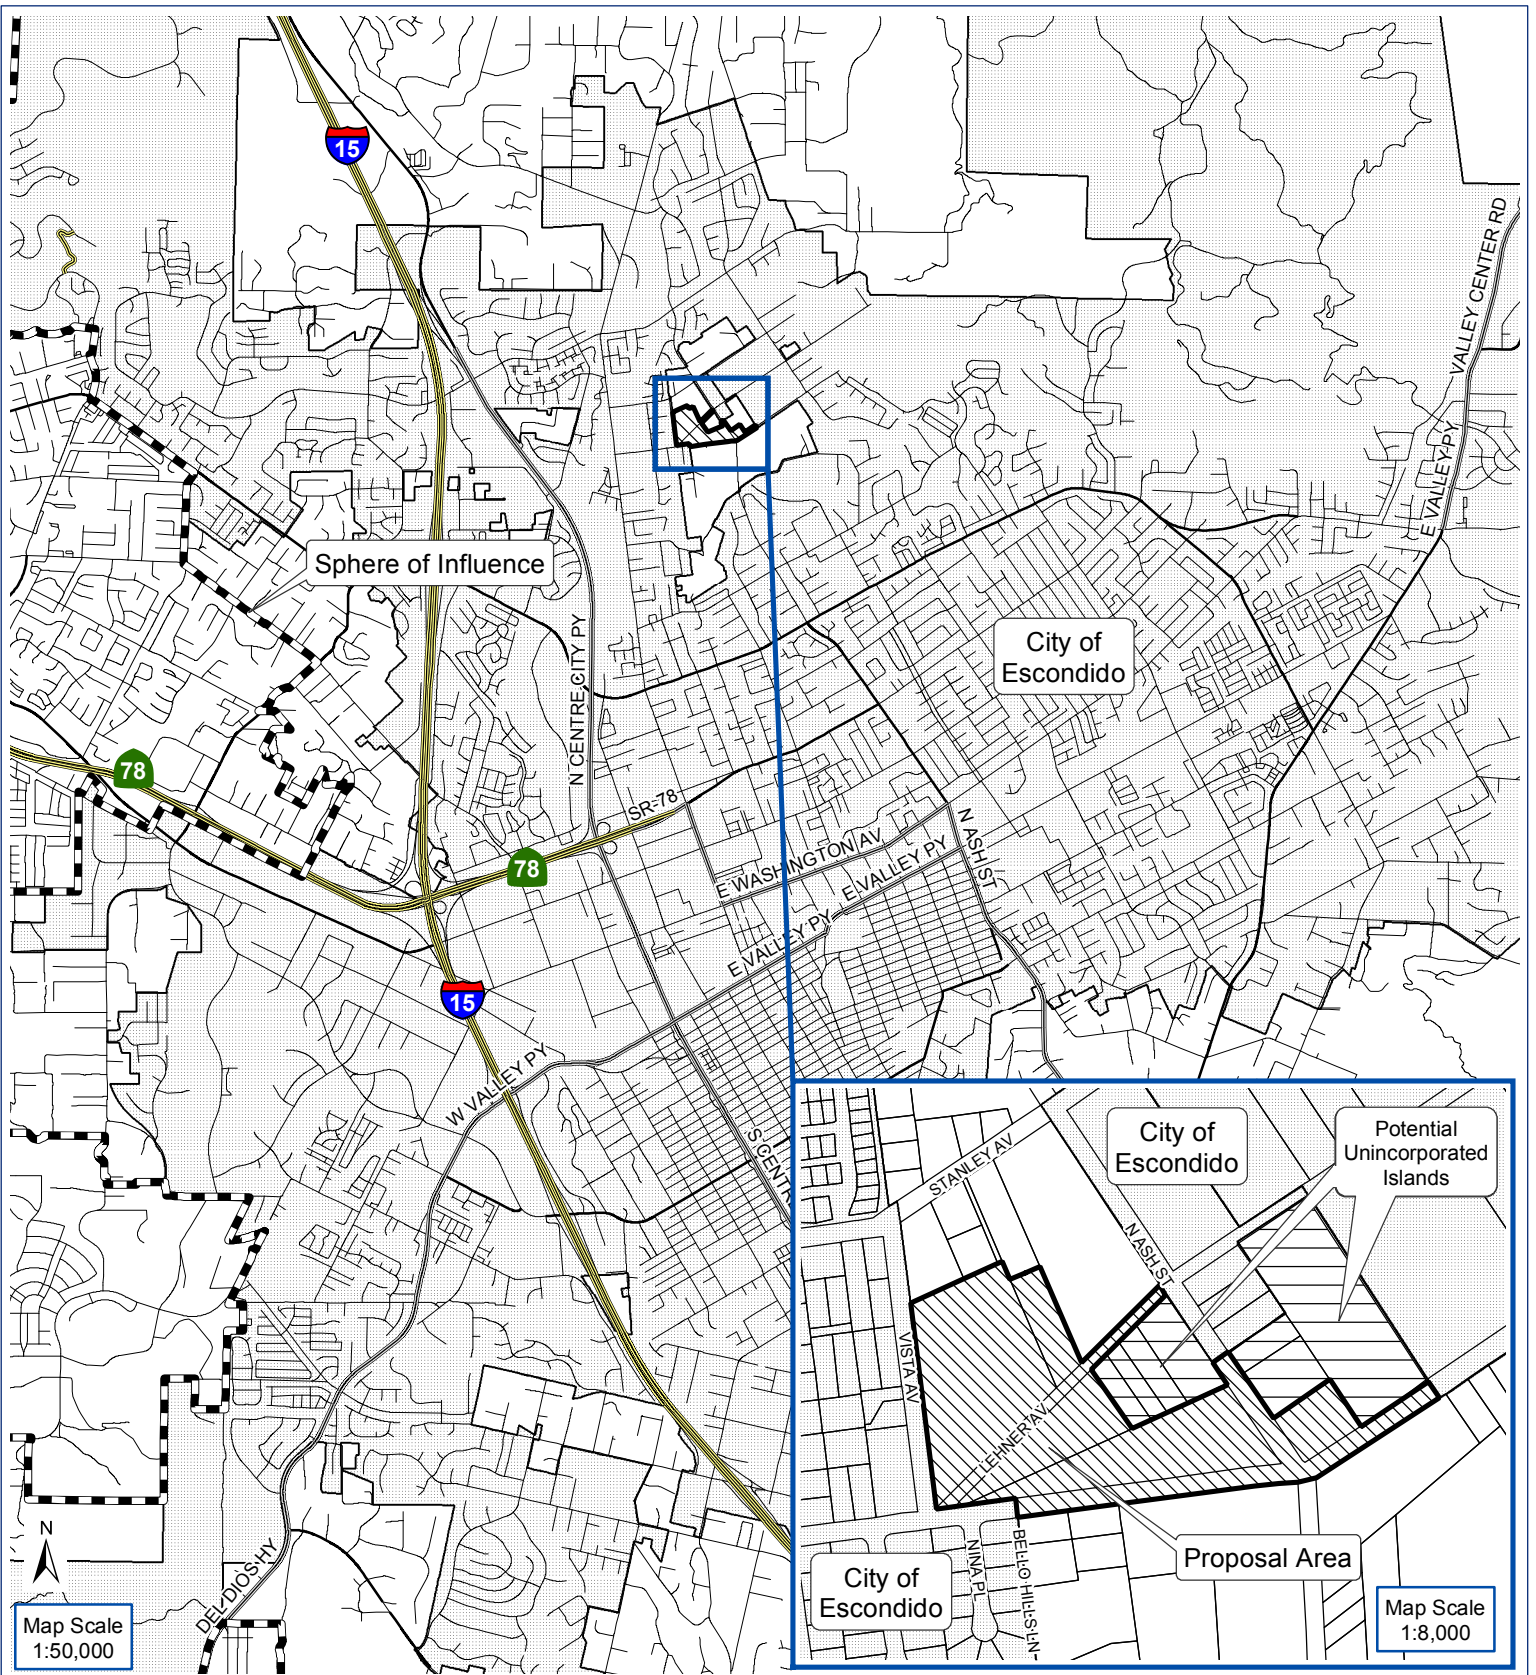 15
VALLEY CENTER RD
E VALLEY PY
Sphere of Influence
N CENTRE CITY PY
City of
Escondido
78
SR-78
78
N ASH ST
E WASHINGTON AV
E VALLEY PY
E VALLEY PY
15
W VALLEY PY
S CENTR
DEL DIOS HY
N
Map Scale
1:50,000
City of
Escondido
Potential
Unincorporated
Islands
STANLEY AV
N ASH ST
VISTA AV
LEHNER AV
Proposal Area
NINA PL
BELLO HILLS LN
City of
Escondido
Map Scale
1:8,000